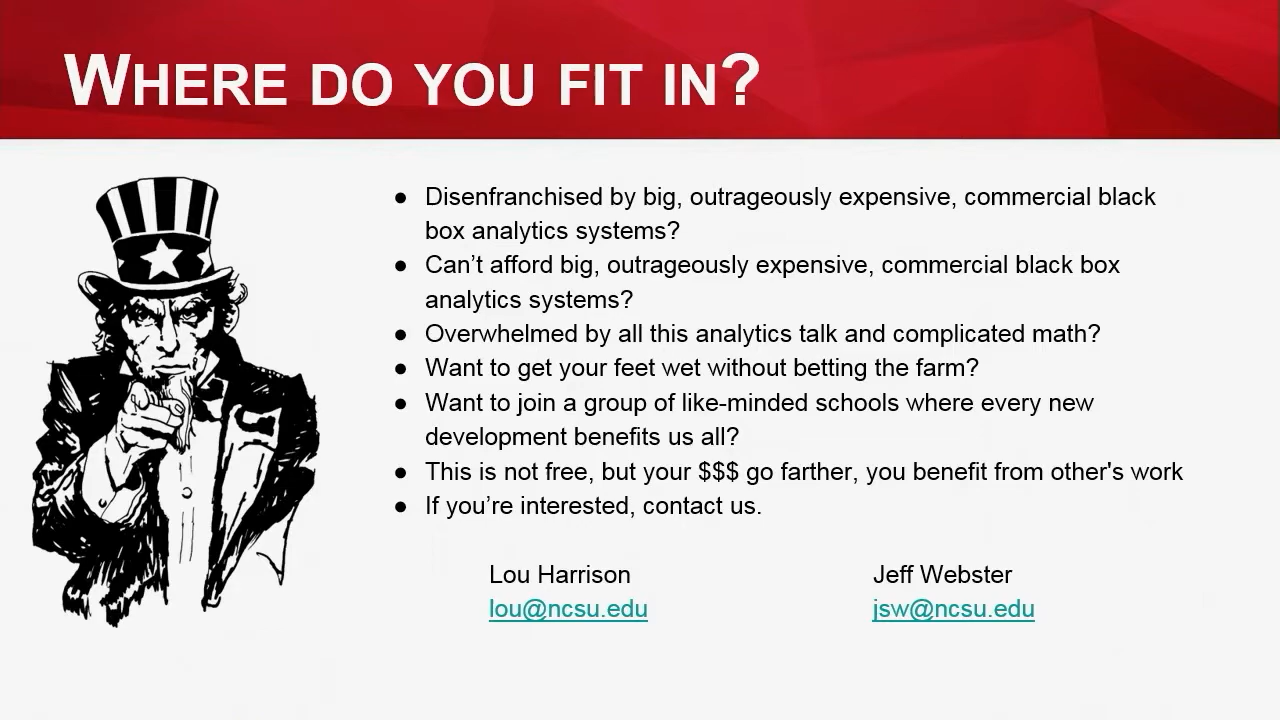 WHERE DO YOU FIT IN?
● Disenfranchised by big, outrageously expensive, commercial black
box analytics systems?
● Can’t afford big, outrageously expensive, commercial black box
analytics systems?
● Overwhelmed by all this analytics talk and complicated math?
● Want to get your feet wet without betting the farm?
● Want to join a group of like-minded schools where every new
development benefits us all?
● This is not free, but your $$$ go farther, you benefit from other's work
● If you’re interested, contact us.
Lou Harrison Jeff Webster
lou@ncsu.edu jsw@ncsu.edu